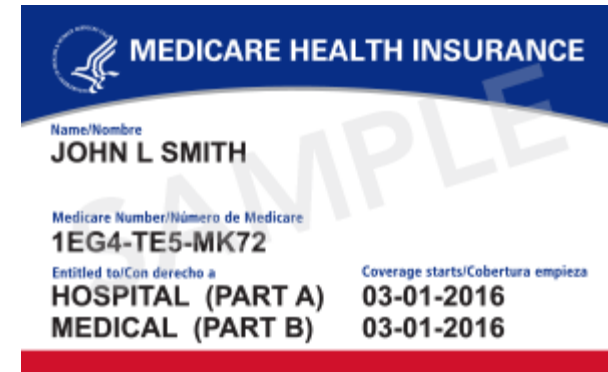 MEDICARE HEALTH INSURANCE
Name/Nombre
JOHN L SMITH
Medicare Number/Número de Medicare
1EG4-TE5-MK72
Entitled to/Con derecho a Coverage starts/Cobertura empieza
HOSPITAL (PART A) 03-01-2016
MEDICAL (PART B) 03-01-2016
SAMPLE